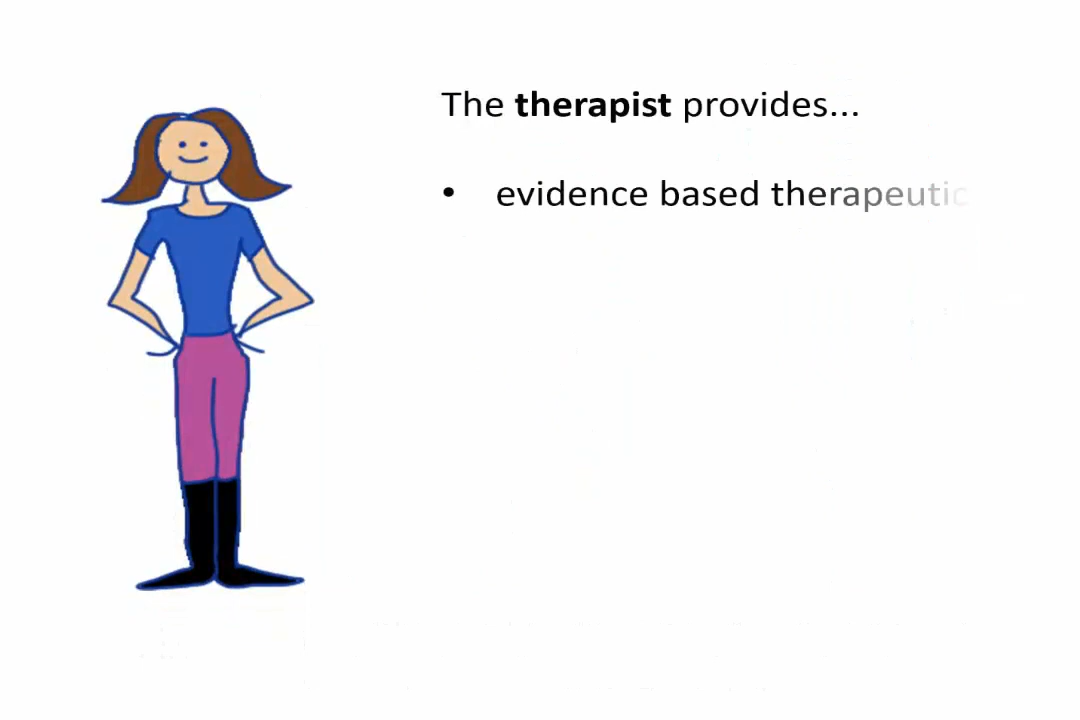 The therapist provides...
• evidence based therapeutic